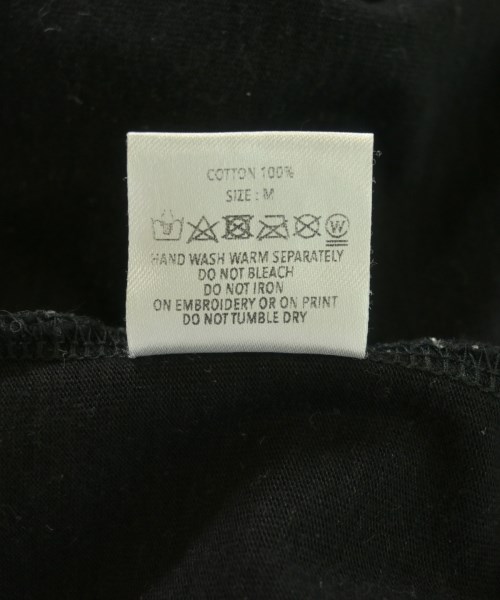 COTTON 100%
SIZE : M
W
HAND WASH WARM SEPARATELY
DO NOT BLEACH
DO NOT IRON
ON EMBROIDERY OR ON PRINT
DO NOT TUMBLE DRY